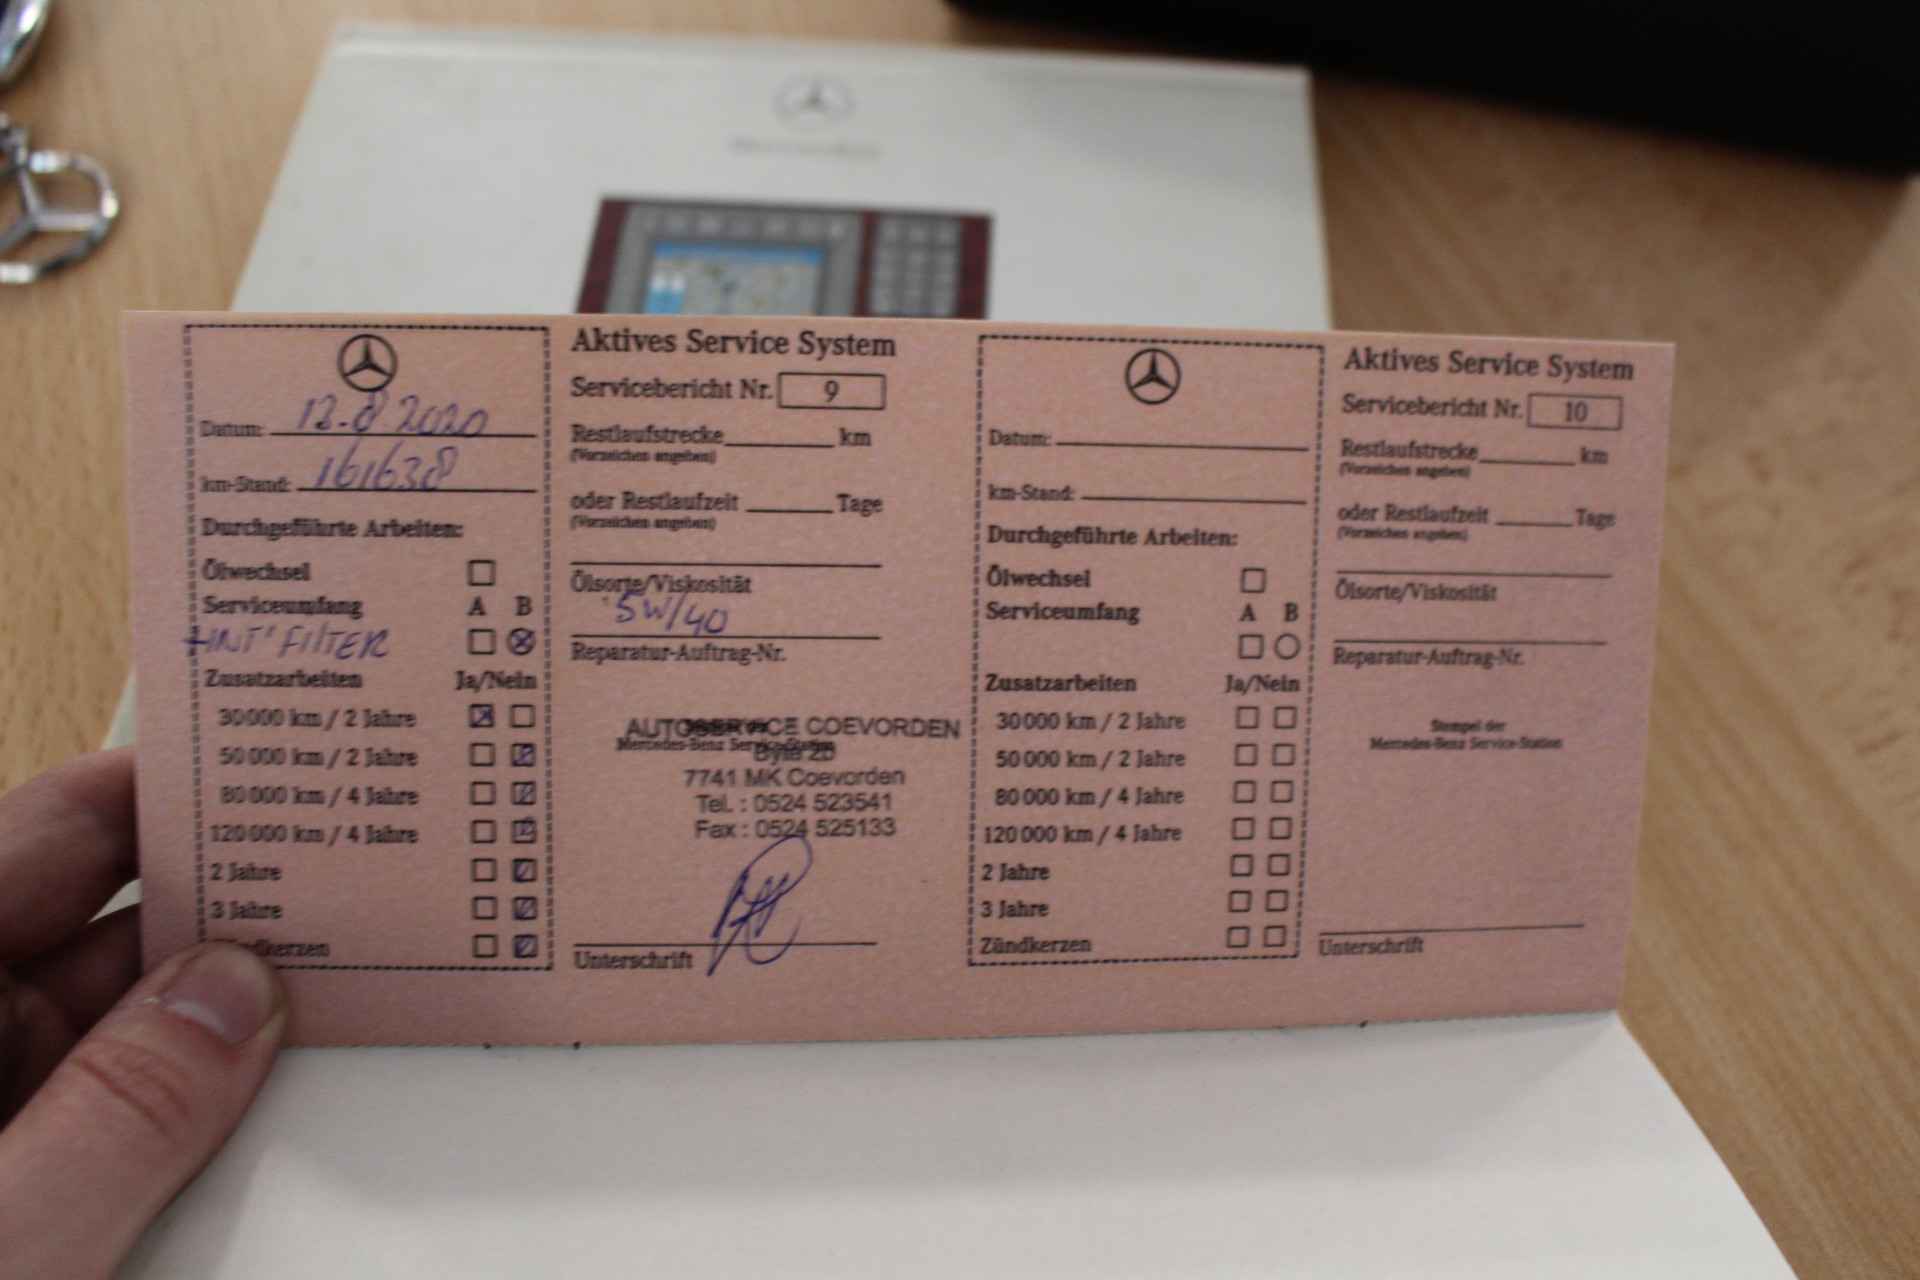 Aktives Service System
Servicebericht Nr. 9
Datum: 12-8 2020
km-Stand: 161638
Durchgeführte Arbeiten:
Ölwechsel
Serviceumfang A B
FILTER
Zusatzarbeiten Ja/Nein
30 000 km / 2 Jahre
50 000 km / 2 Jahre
80 000 km / 4 Jahre
120 000 km / 4 Jahre
2 Jahre
3 Jahre
Restlaufstrecke km
(Vorzeichen angeben)
oder Restlaufzeit Tage
(Vorzeichen angeben)
Ölsorte/Viskosität
5W/40
Reparatur-Auftrag-Nr.
AUTOSERVICE COEVORDEN
Mercedes-Benz Service-Station
7741 MK Coevorden
Tel. : 0524 523541
Fax : 0524 525133
Unterschrift
Aktives Service System
Servicebericht Nr. 10
Datum:
km-Stand:
Durchgeführte Arbeiten:
Ölwechsel
Serviceumfang A B
Zusatzarbeiten Ja/Nein
30 000 km / 2 Jahre
50 000 km / 2 Jahre
80 000 km / 4 Jahre
120 000 km / 4 Jahre
2 Jahre
3 Jahre
Zündkerzen
Restlaufstrecke km
(Vorzeichen angeben)
oder Restlaufzeit Tage
(Vorzeichen angeben)
Ölsorte/Viskosität
Reparatur-Auftrag-Nr.
Stempel der
Mercedes-Benz Service-Station
Unterschrift